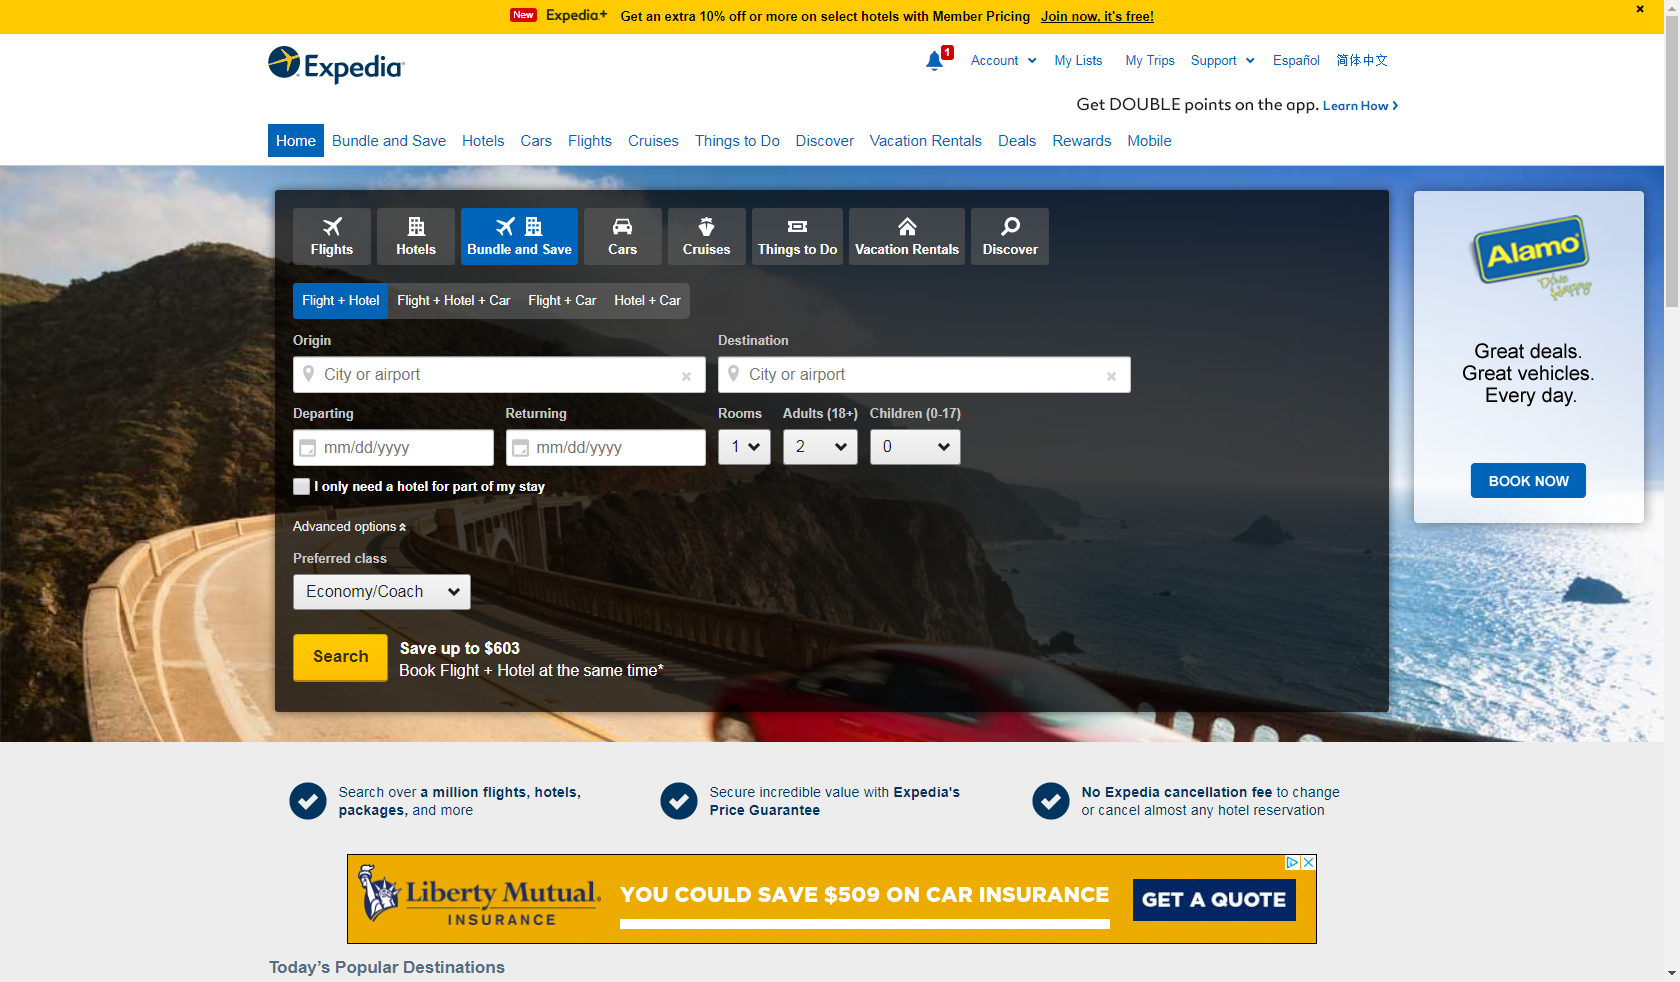 New Expedia+ Get an extra 10% off or more on select hotels with Member Pricing Join now, it's free!
Expedia
1 Account My Lists My Trips Support Español 简体中文
Get DOUBLE points on the app. Learn How
Home Bundle and Save Hotels Cars Flights Cruises Things to Do Discover Vacation Rentals Deals Rewards Mobile
Flights Hotels Bundle and Save Cars Cruises Things to Do Vacation Rentals Discover
Flight + Hotel Flight + Hotel + Car Flight + Car Hotel + Car
Origin Destination
City or airport City or airport
Departing Returning Rooms Adults (18+) Children (0-17)
mm/dd/yyyy mm/dd/yyyy 1 2 0
I only need a hotel for part of my stay
Advanced options
Preferred class
Economy/Coach
Search
Save up to $603
Book Flight + Hotel at the same time*
Alamo
Drive Happy
Great deals.
Great vehicles.
Every day.
BOOK NOW
Search over a million flights, hotels,
packages, and more
Secure incredible value with Expedia's
Price Guarantee
No Expedia cancellation fee to change
or cancel almost any hotel reservation
Liberty Mutual.
INSURANCE
YOU COULD SAVE $509 ON CAR INSURANCE
GET A QUOTE
Today's Popular Destinations